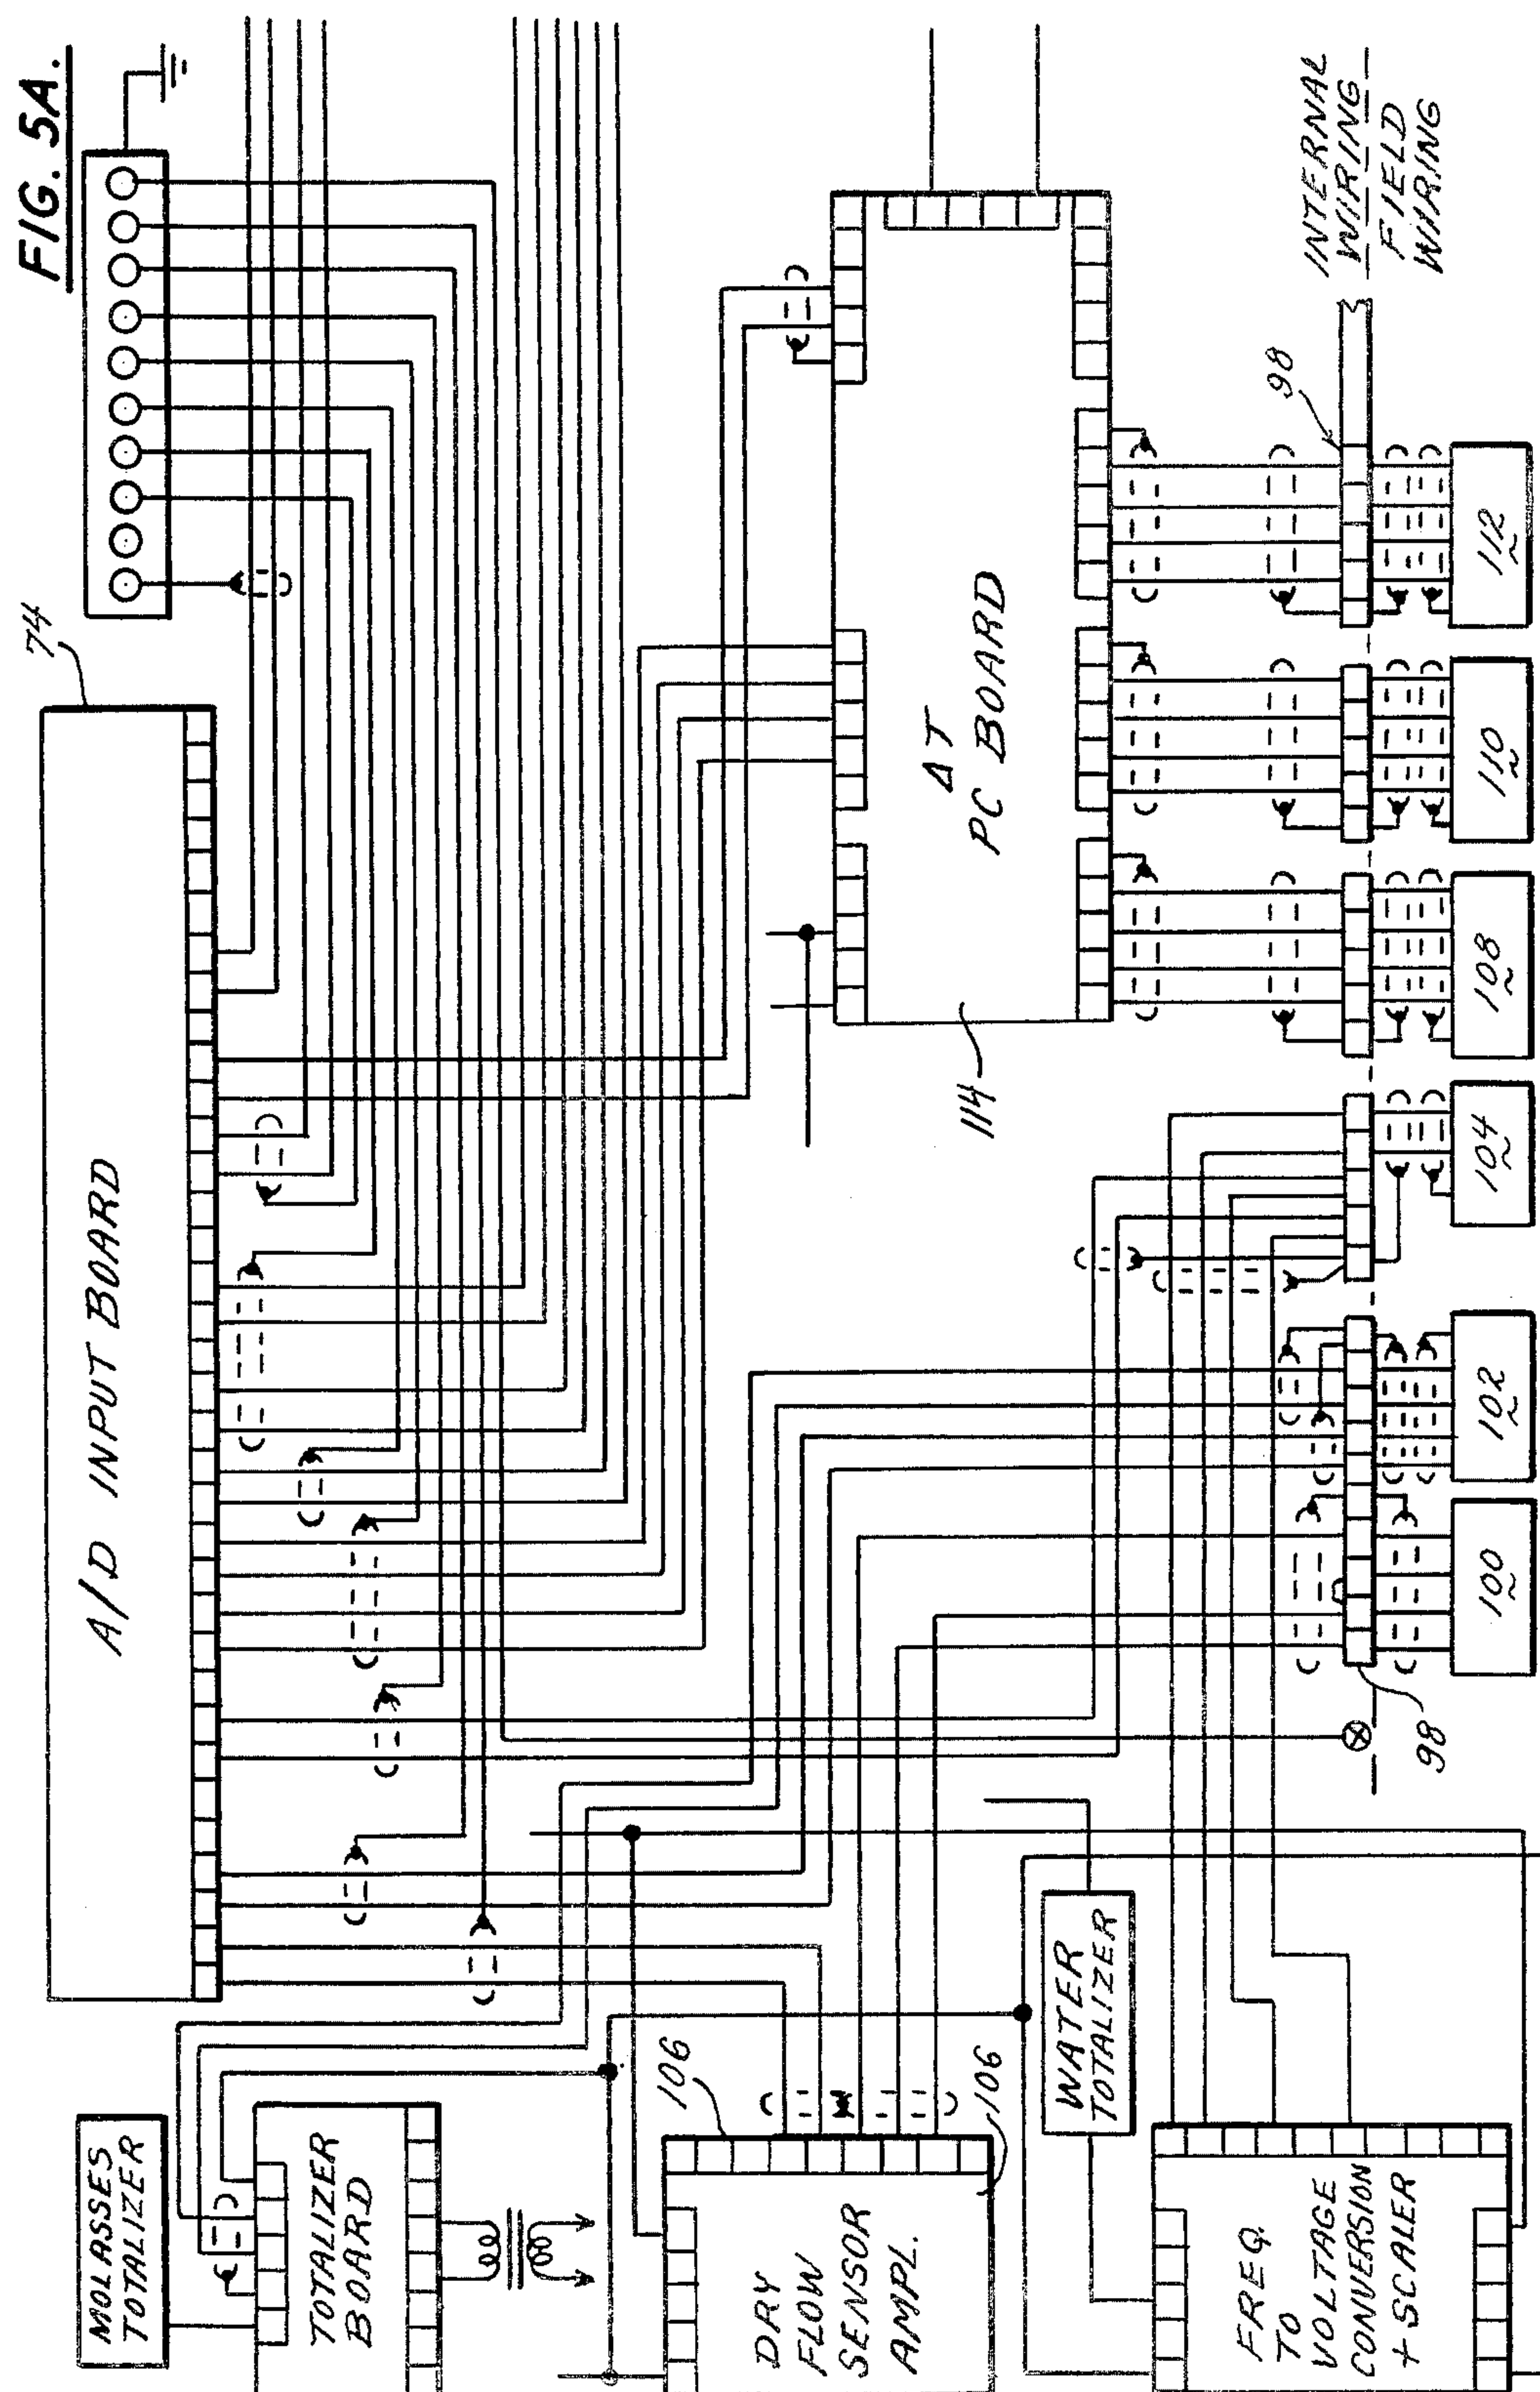 FIG. 5A.
74
A/D INPUT BOARD
MOLASSES
TOTALIZER
TOTALIZER
BOARD
106
DRY
FLOW
SENSOR
AMPL.
106
WATER
TOTALIZER
FREQ.
TO
VOLTAGE
CONVERSION
+ SCALER
ΔT
PC BOARD
114
INTERNAL
WIRING
FIELD
WIRING
98
98
100
102
104
108
110
112